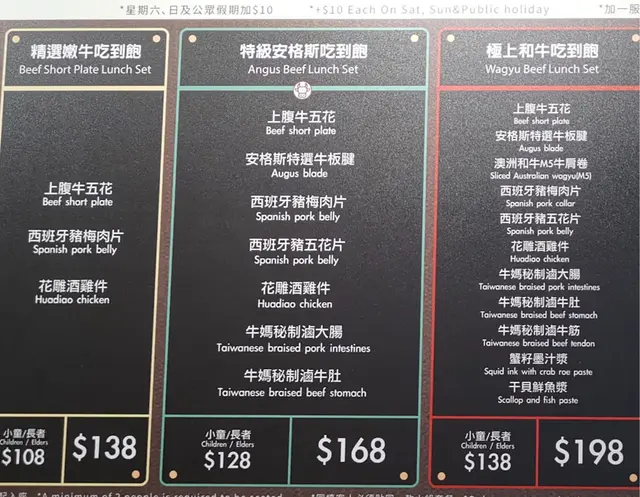 *星期六、日及公眾假期加$10
*+$10 Each On Sat, Sun&Public holiday
*加一服
精選嫩牛吃到飽
Beef Short Plate Lunch Set
上腹牛五花
Beef short plate
西班牙豬梅肉片
Spanish pork belly
花雕酒雞件
Huadiao chicken
小童/長者
Children / Elders
$108
$138
特級安格斯吃到飽
Angus Beef Lunch Set
上腹牛五花
Beef short plate
安格斯特選牛板腱
Augus blade
西班牙豬梅肉片
Spanish pork belly
西班牙豬五花片
Spanish pork belly
花雕酒雞件
Huadiao chicken
牛媽秘制滷大腸
Taiwanese braised pork intestines
牛媽秘制滷牛肚
Taiwanese braised beef stomach
小童/長者
Children / Elders
$128
$168
極上和牛吃到飽
Wagyu Beef Lunch Set
上腹牛五花
Beef short plate
安格斯特選牛板腱
Augus blade
澳洲和牛M5牛肩卷
Sliced Australian wagyu(M5)
西班牙豬梅肉片
Spanish pork collar
西班牙豬五花片
Spanish pork belly
花雕酒雞件
Huadiao chicken
牛媽秘制滷大腸
Taiwanese braised pork intestines
牛媽秘制滷牛肚
Taiwanese braised beef stomach
牛媽秘制滷牛筋
Taiwanese braised beef tendon
蟹籽墨汁漿
Squid ink with crab roe paste
干貝鮮魚漿
Scallop and fish paste
小童/長者
Children / Elders
$138
$198
*A minimum of 2 people is required to be seated